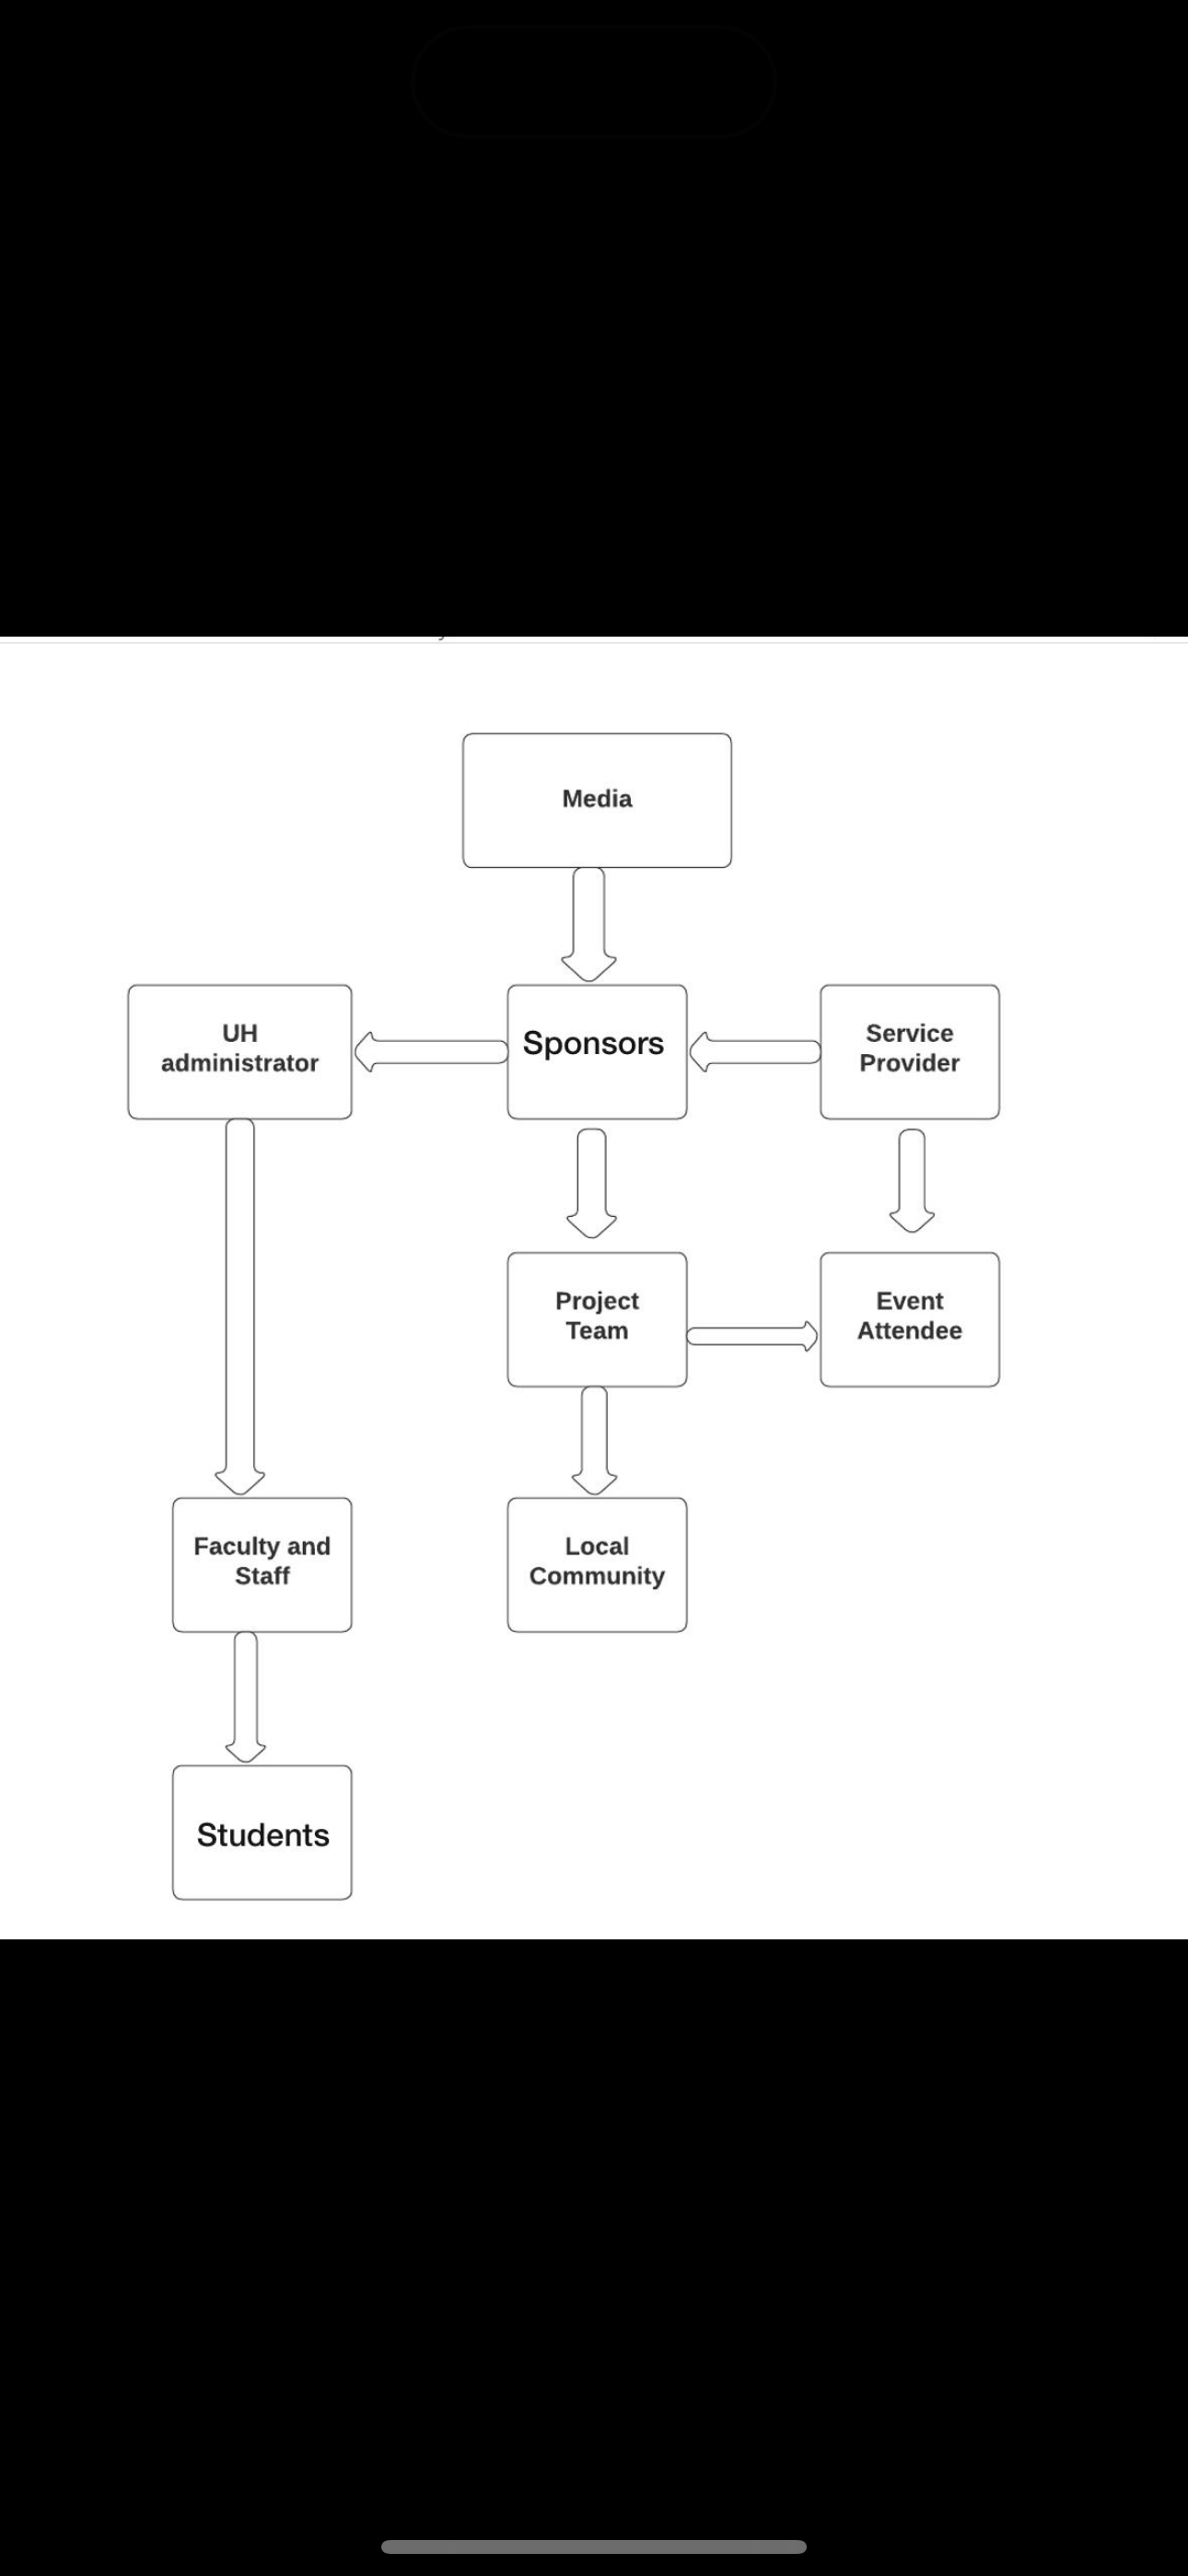 Media
UH
administrator
Sponsors
Service
Provider
Project
Team
Event
Attendee
Faculty and
Staff
Local
Community
Students